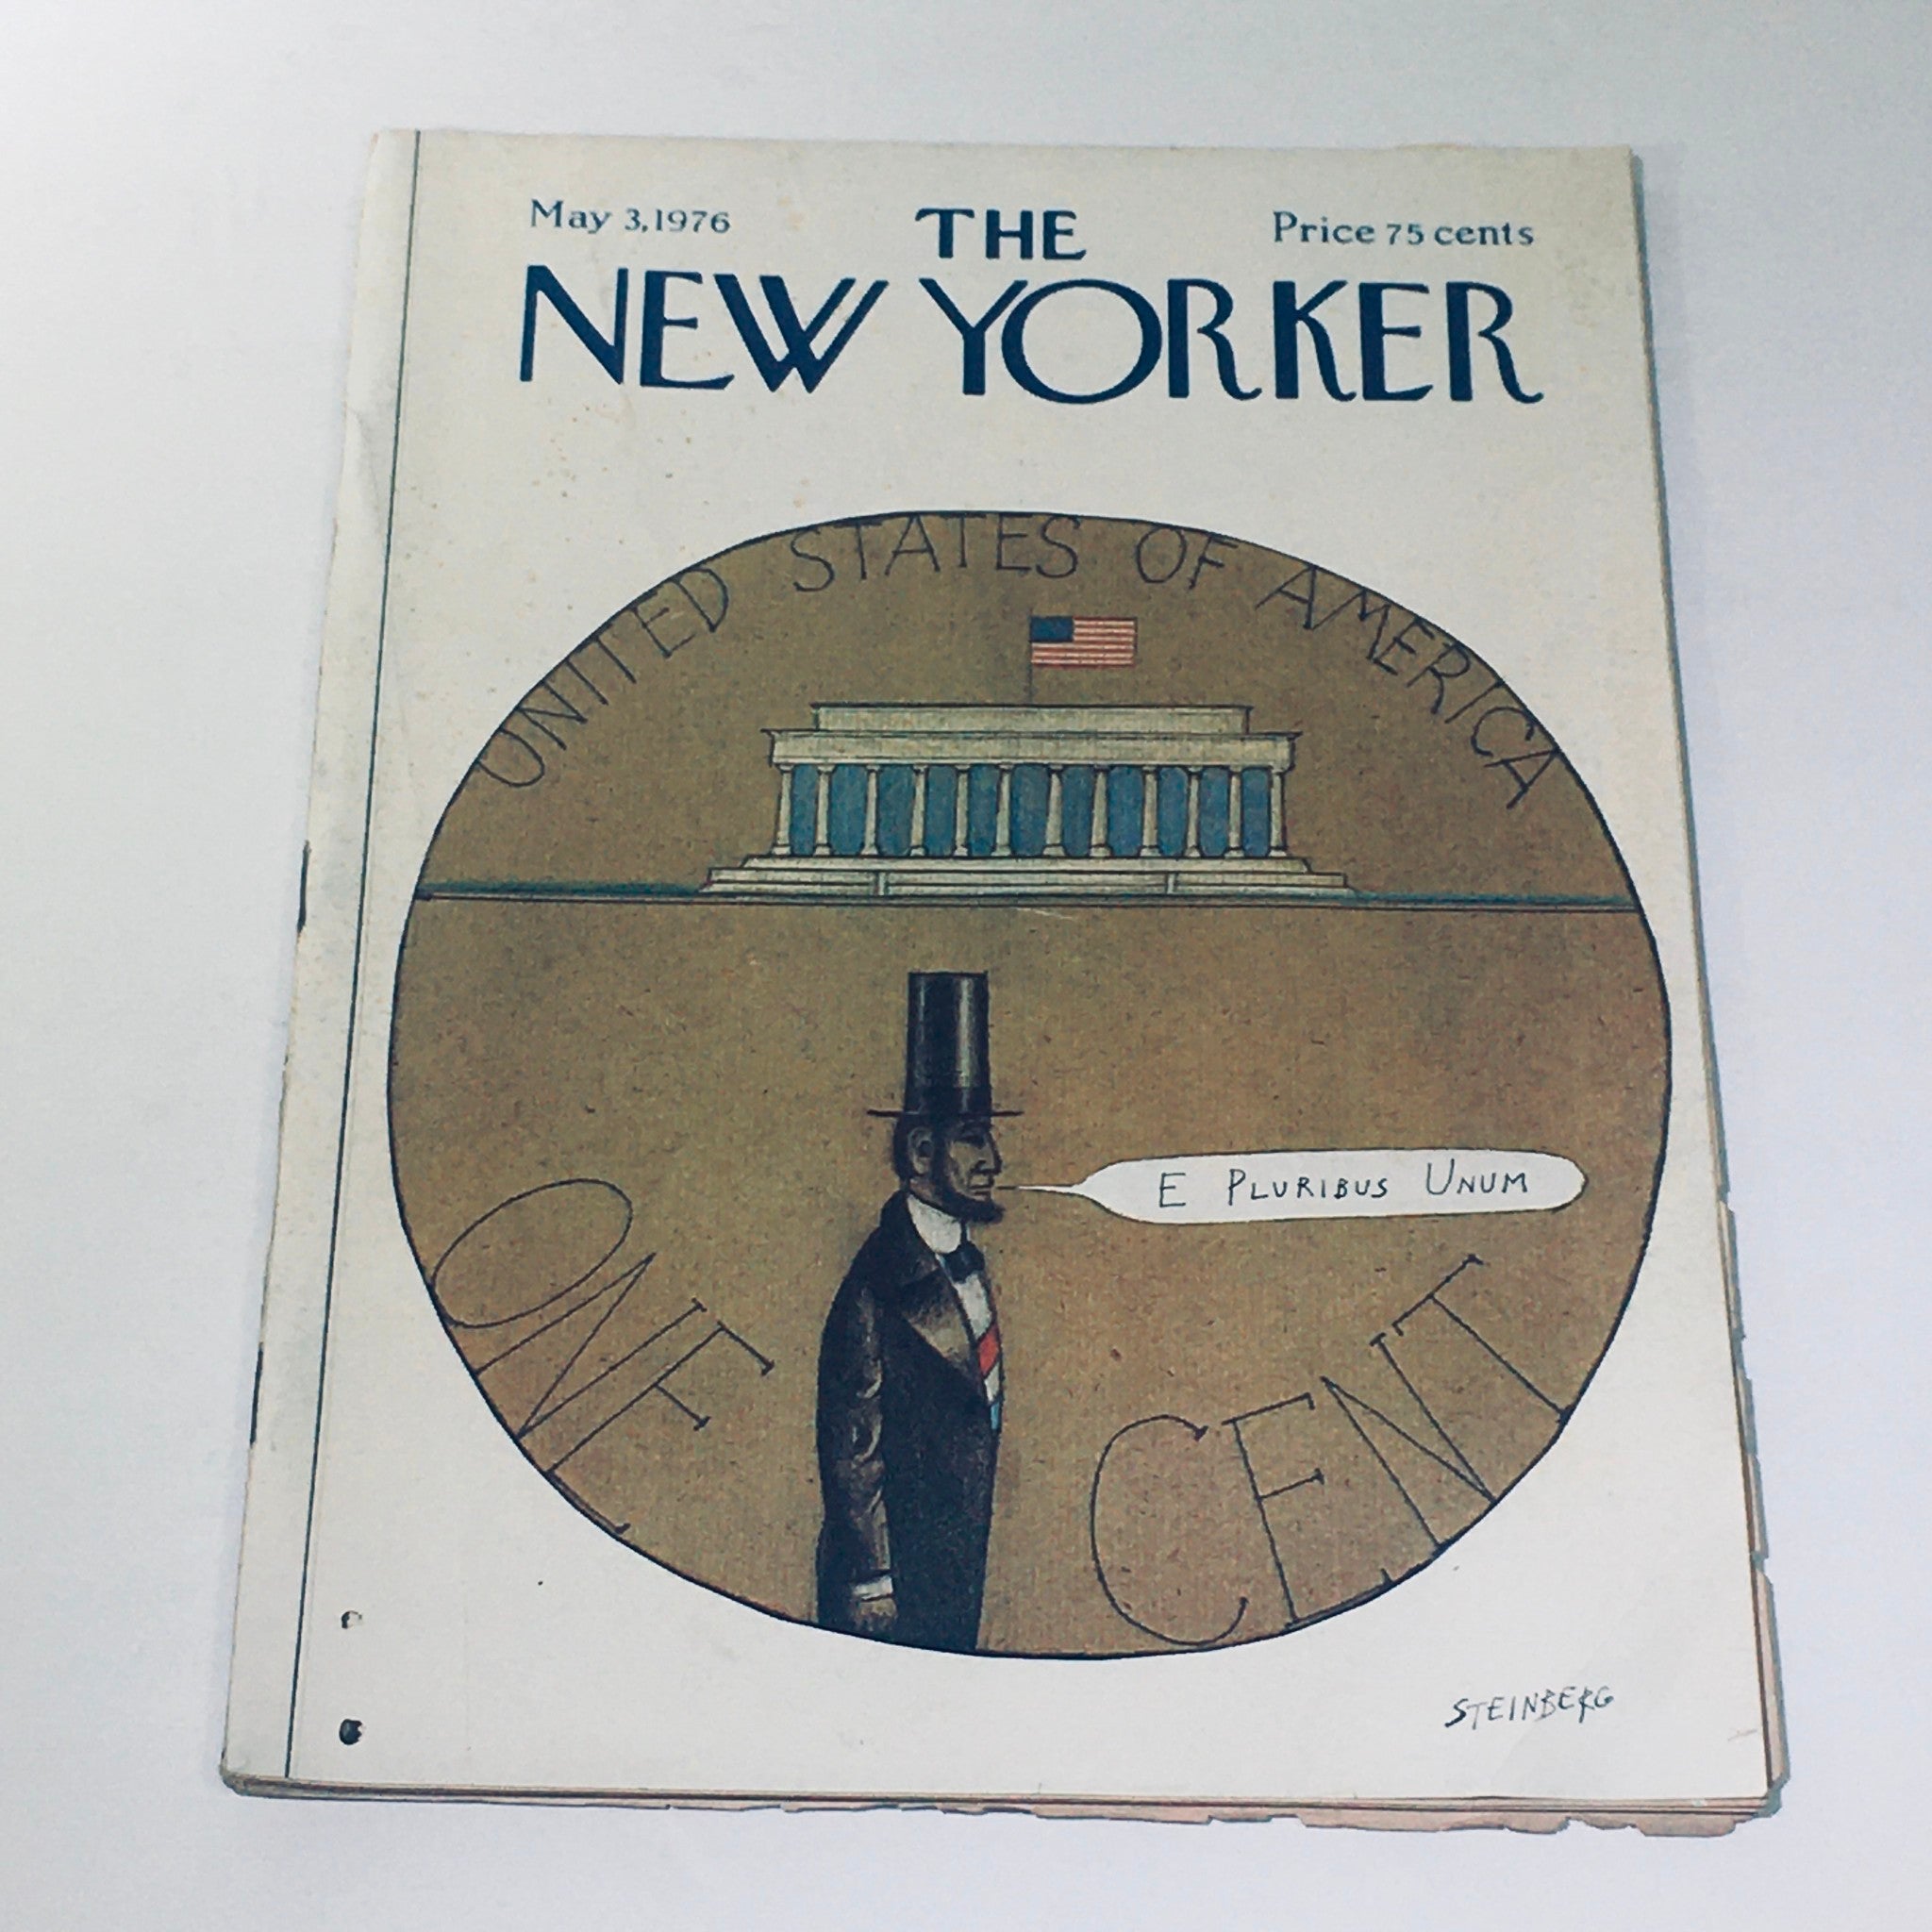 May 3, 1976
THE
Price 75 cents
NEW YORKER
UNITED STATES OF AMERICA
E PLURIBUS UNUM
ONE CENT
STEINBERG